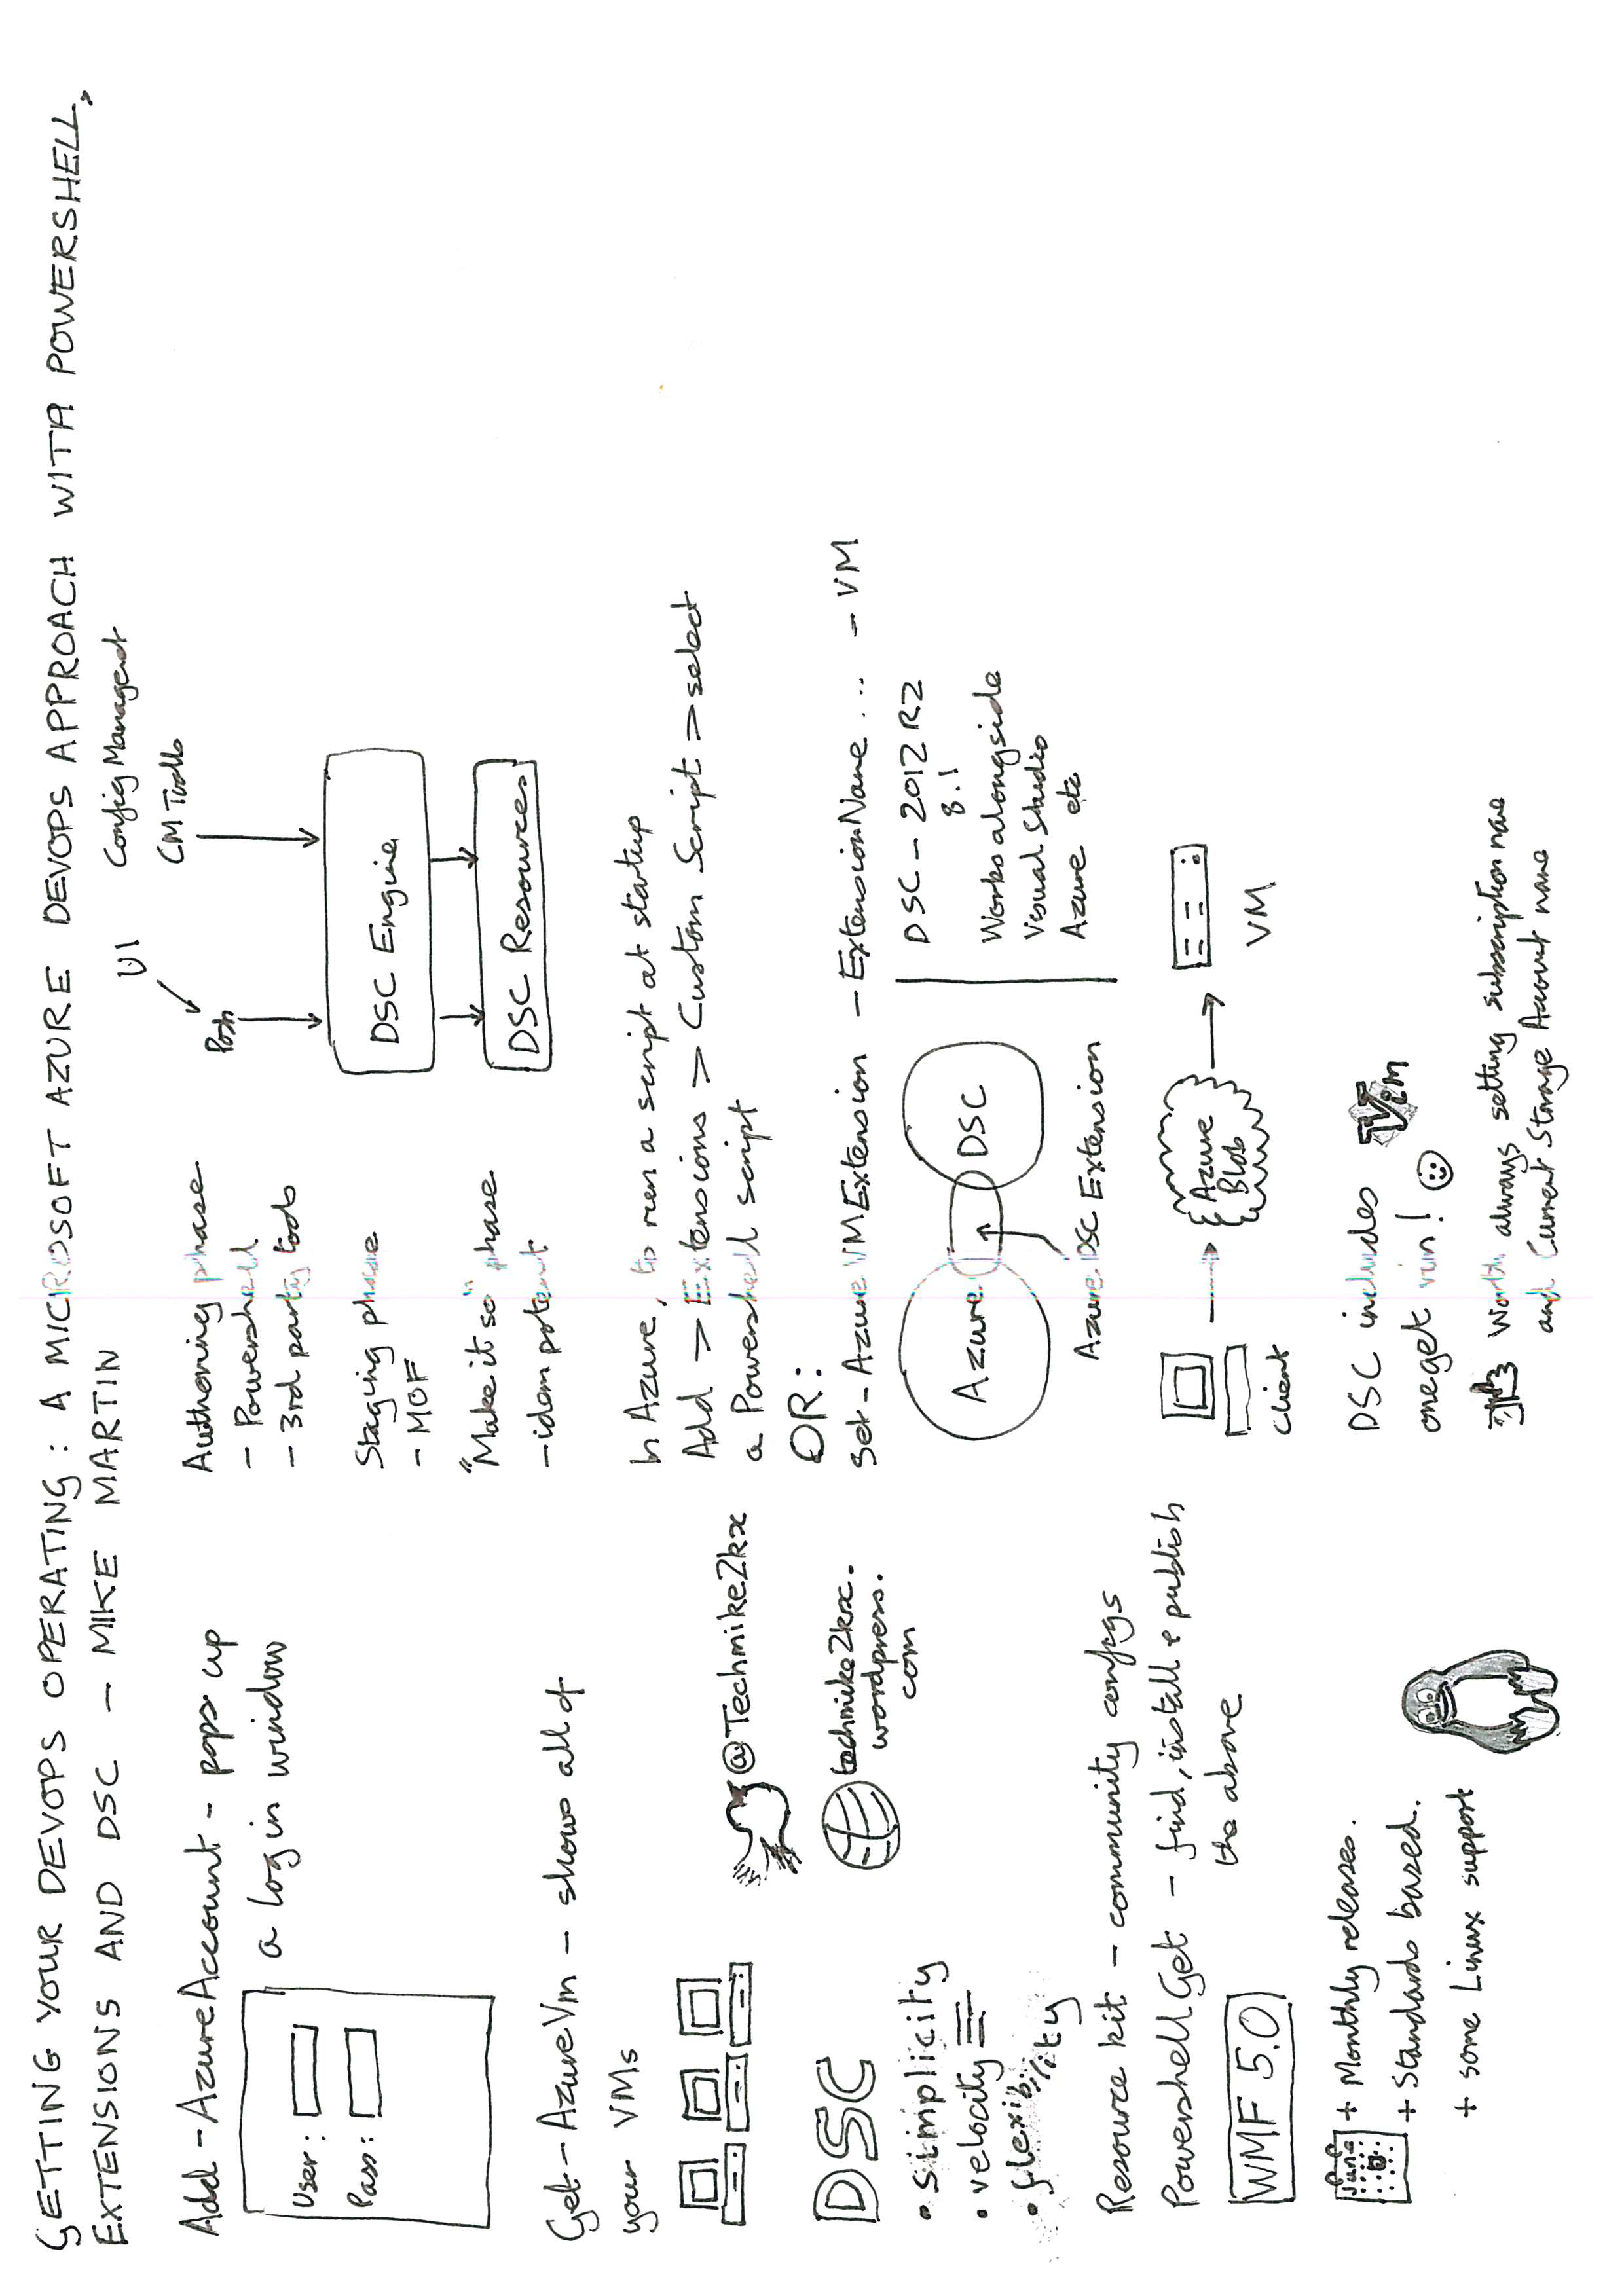 GETTING YOUR DEVOPS OPERATING: A MICROSOFT AZURE DEVOPS APPROACH WITH POWERSHELL,
EXTENSIONS AND DSC – MIKE MARTIN
Add-AzureAccount - pops up
a log in window
User:
Pass:
Get-AzureVm – shows all of
your VMs
@Technike2kx
technike2kx.
wordpress.
com
DSC
• simplicity
• velocity
• flexibility
Resource kit – community configs
Powershell Get – find, install & publish
the above
WMF 5.0
June
+ Monthly releases.
+ Standards based.
+ some Linux support
Authoring phase
– Powershell
– 3rd party tools
Staging phase
– MOF
"Make it so" phase
– idempotent
UI
Posh
Config Management
CM Tools
DSC Engine
DSC Resources
In Azure, to run a script at startup
Add > Extensions > Custom Script > select
a Powershell script
OR:
Set-AzureVMExtension –ExtensionName ... –VM
Azure
DSC
Azure DSC Extension
DSC – 2012 R2
8.1
Works alongside
Visual Studio
Azure etc
Client
Azure
Blob
VM
DSC includes
oneget vim!
Vim
Worth always setting subscription name
and Current Storage Account name